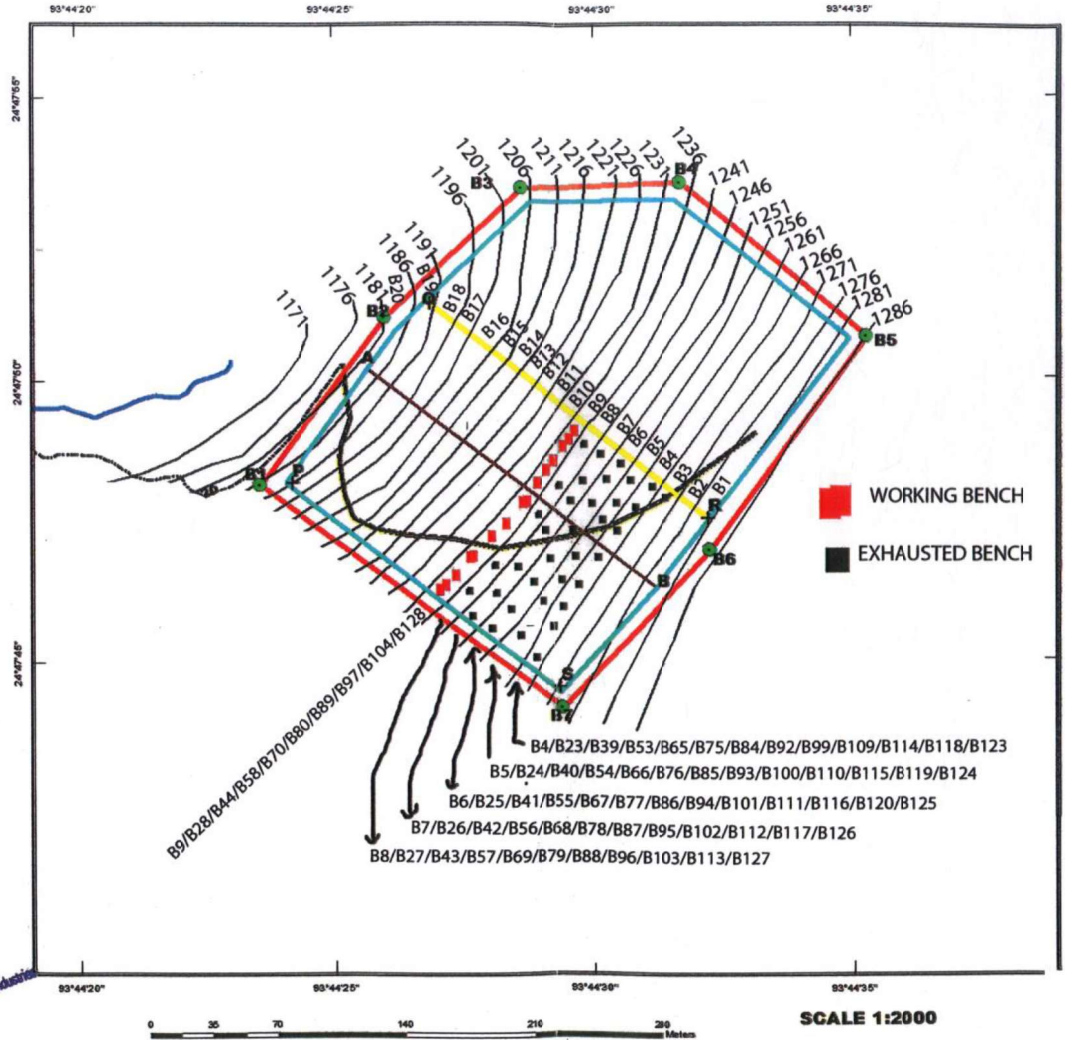 93°44'20" 93°44'25" 93°44'30" 93°44'35"
24°47'55"
24°47'50"
24°47'45"
1171
1176
1181
1186
1191
1196
1201
1206
1211
1216
1221
1226
1231
1236
1241
1246
1251
1256
1261
1266
1271
1276
1281
1286
B3
B4
B2
B5
B1
B6
B7
B20
B18
B17
B16
B15
B14
B13
B12
B11
B10
B9
B8
B7
B6
B5
B4
B3
B2
B1
A
P
R
B
S
WORKING BENCH
EXHAUSTED BENCH
B9/B28/B44/B58/B70/B80/B89/B97/B104/B128
B4/B23/B39/B53/B65/B75/B84/B92/B99/B109/B114/B118/B123
B5/B24/B40/B54/B66/B76/B85/B93/B100/B110/B115/B119/B124
B6/B25/B41/B55/B67/B77/B86/B94/B101/B111/B116/B120/B125
B7/B26/B42/B56/B68/B78/B87/B95/B102/B112/B117/B126
B8/B27/B43/B57/B69/B79/B88/B96/B103/B113/B127
93°44'20" 93°44'25" 93°44'30" 93°44'35"
0 35 70 140 210 280
Meters
SCALE 1:2000